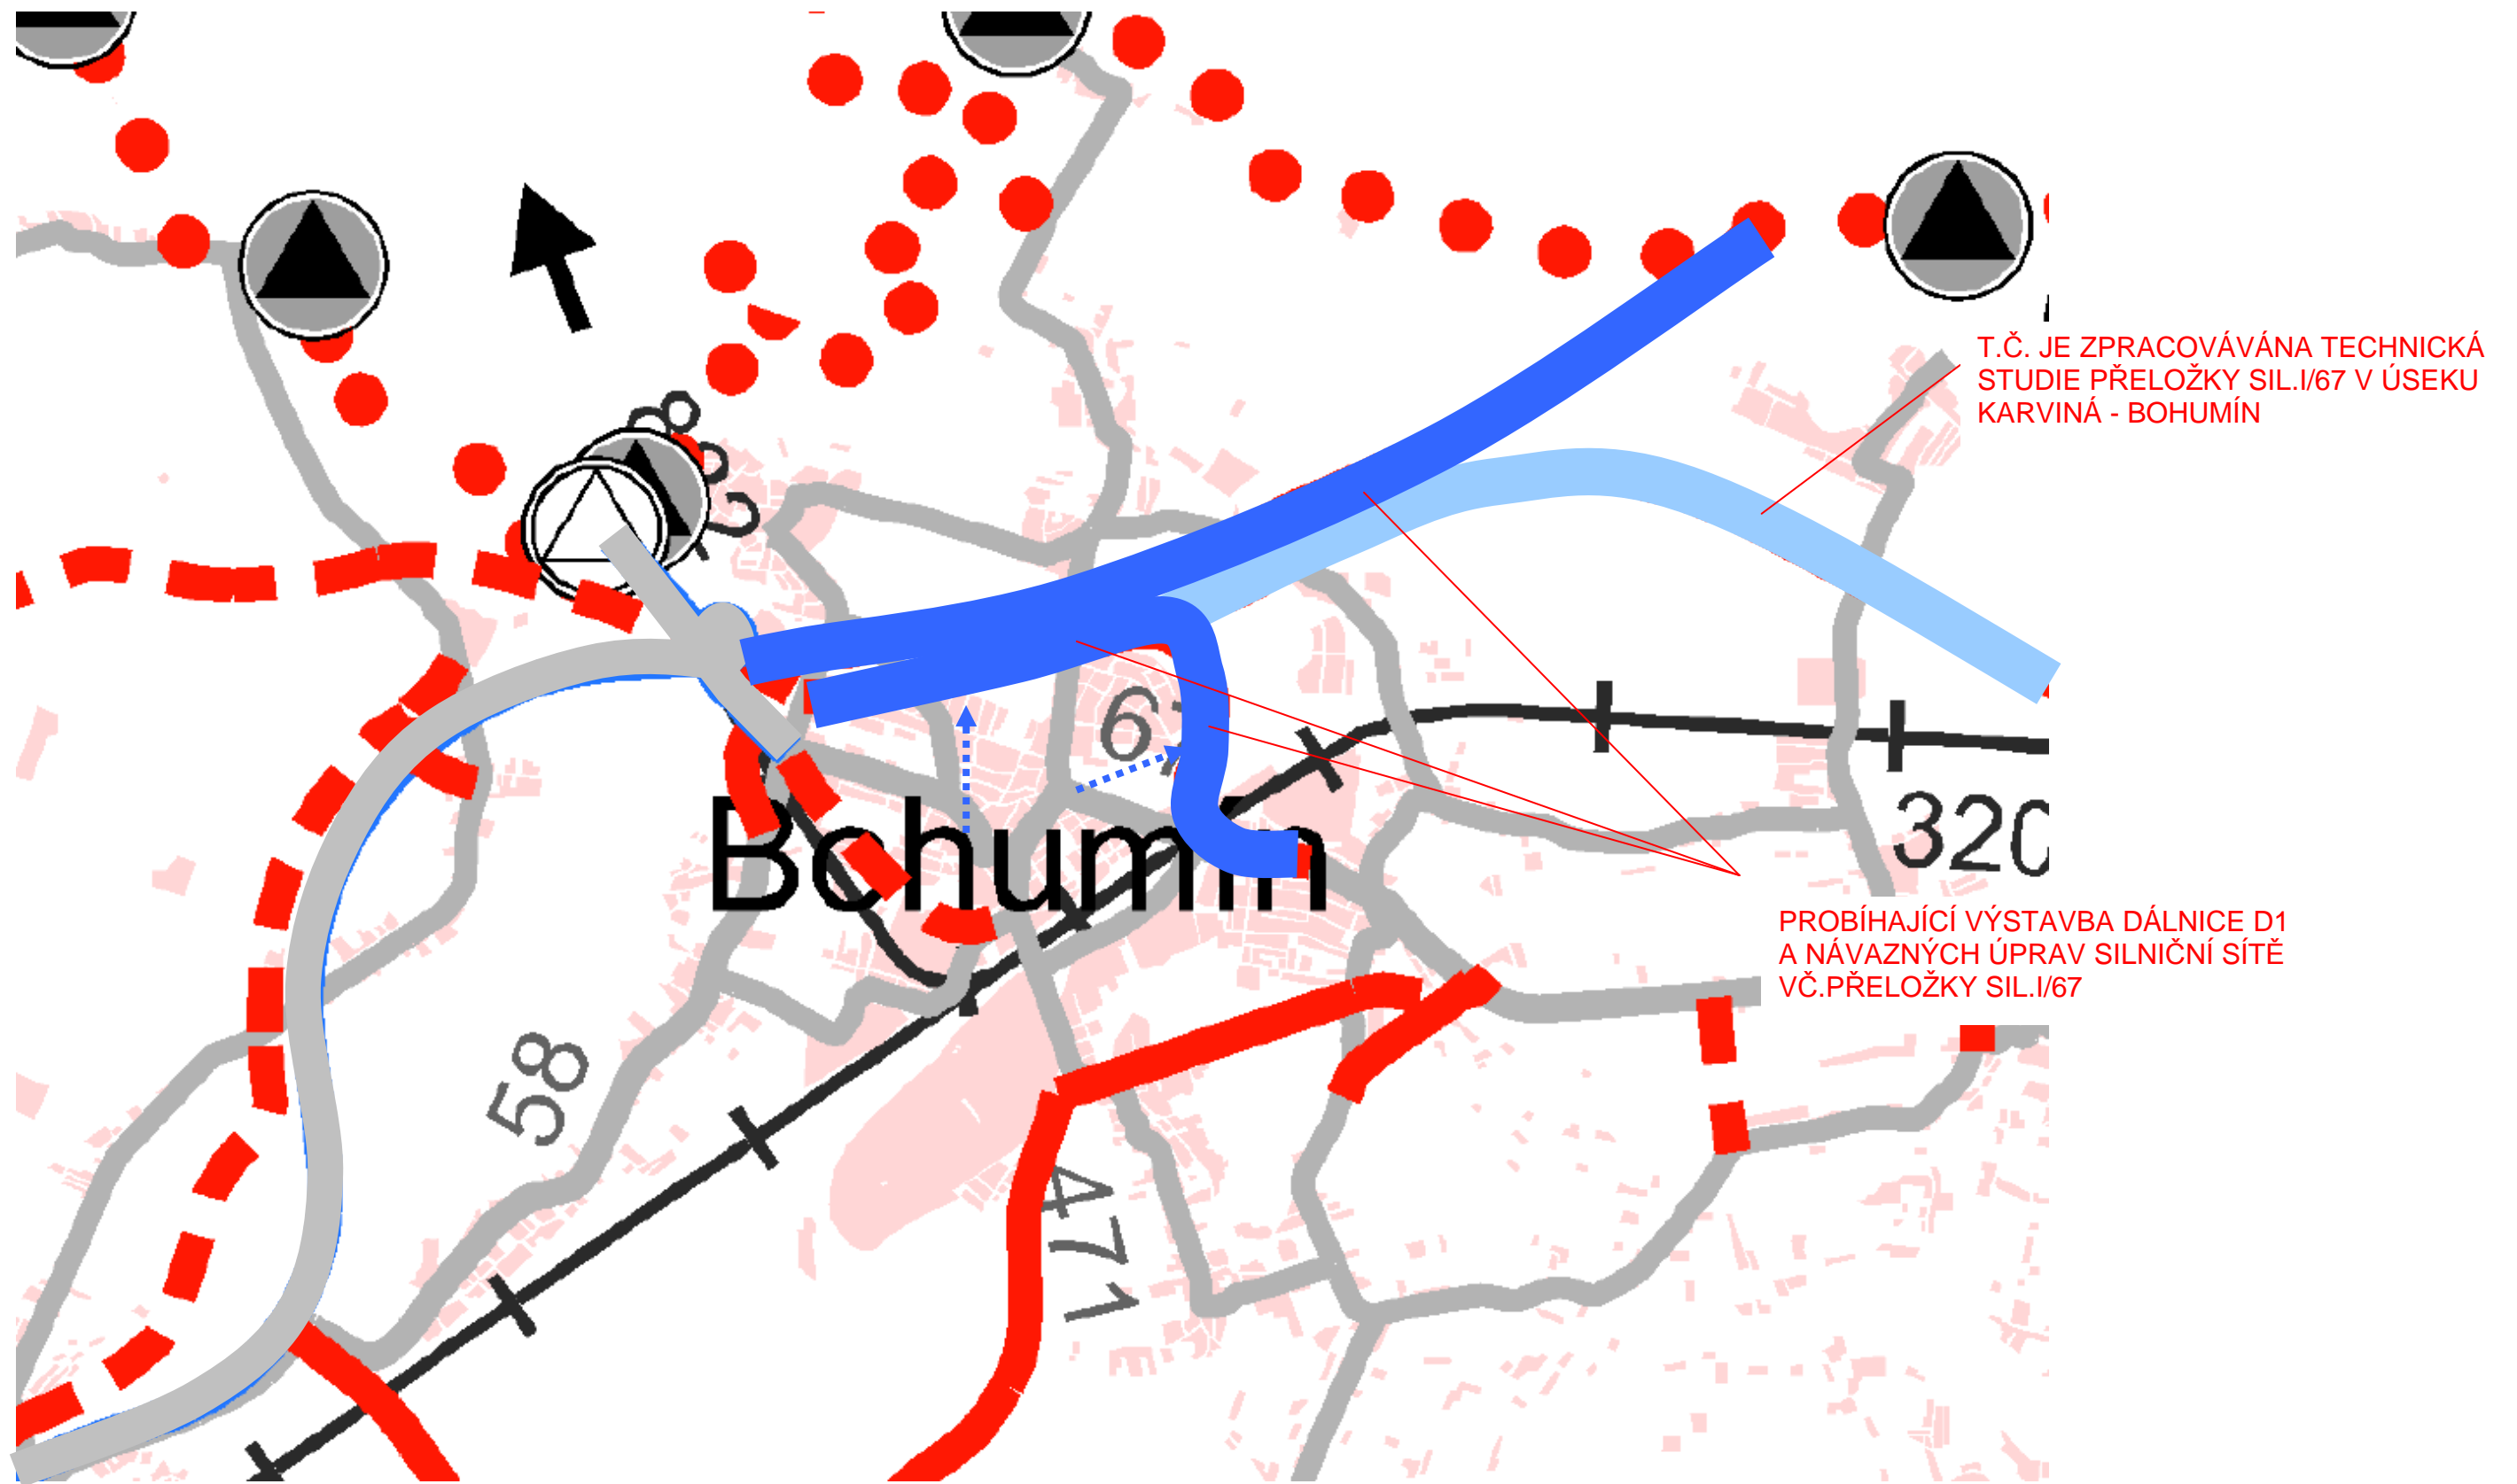 T.Č. JE ZPRACOVÁVÁNA TECHNICKÁ
STUDIE PŘELOŽKY SIL.I/67 V ÚSEKU
KARVINÁ - BOHUMÍN
67
Bohumín
320
PROBÍHAJÍCÍ VÝSTAVBA DÁLNICE D1
A NÁVAZNÝCH ÚPRAV SILNIČNÍ SÍTĚ
VČ.PŘELOŽKY SIL.I/67
58
471